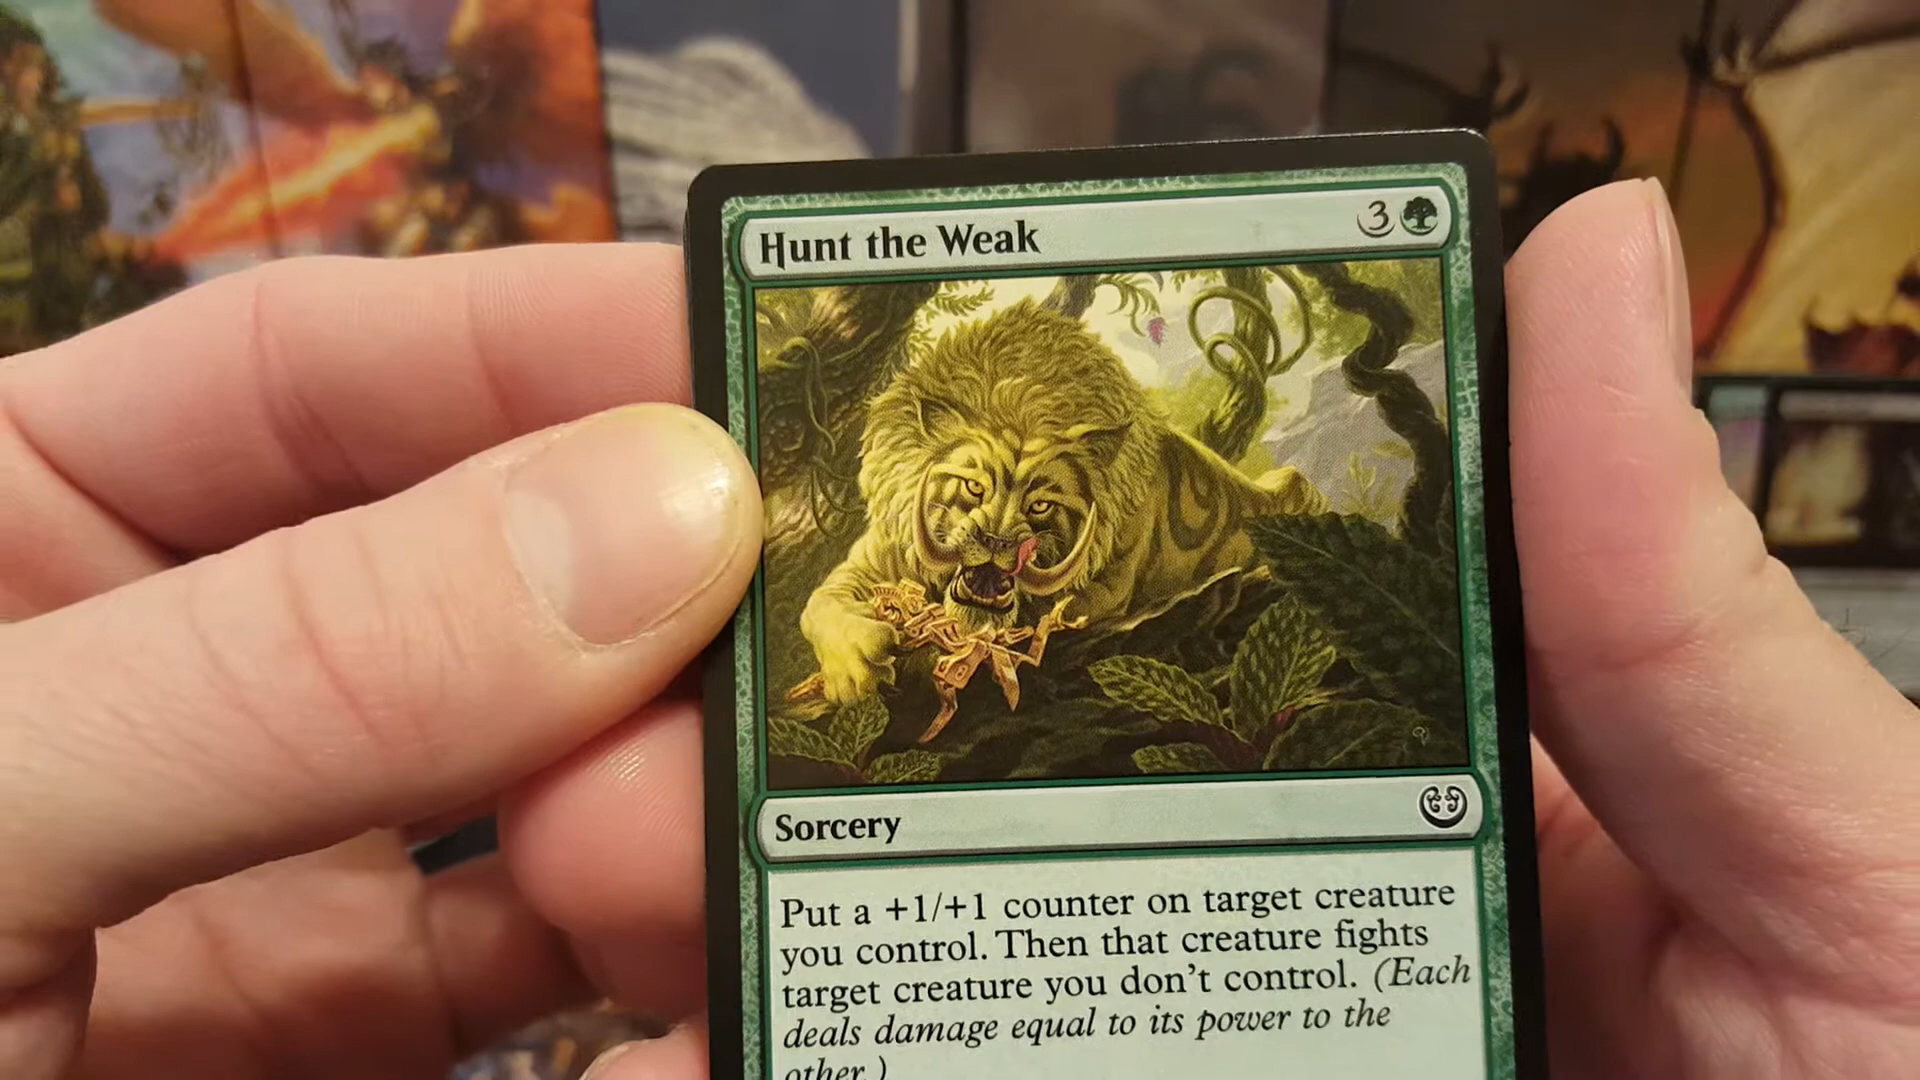 Hunt the Weak 3
Sorcery
Put a +1/+1 counter on target creature
you control. Then that creature fights
target creature you don't control. (Each
deals damage equal to its power to the
other.)